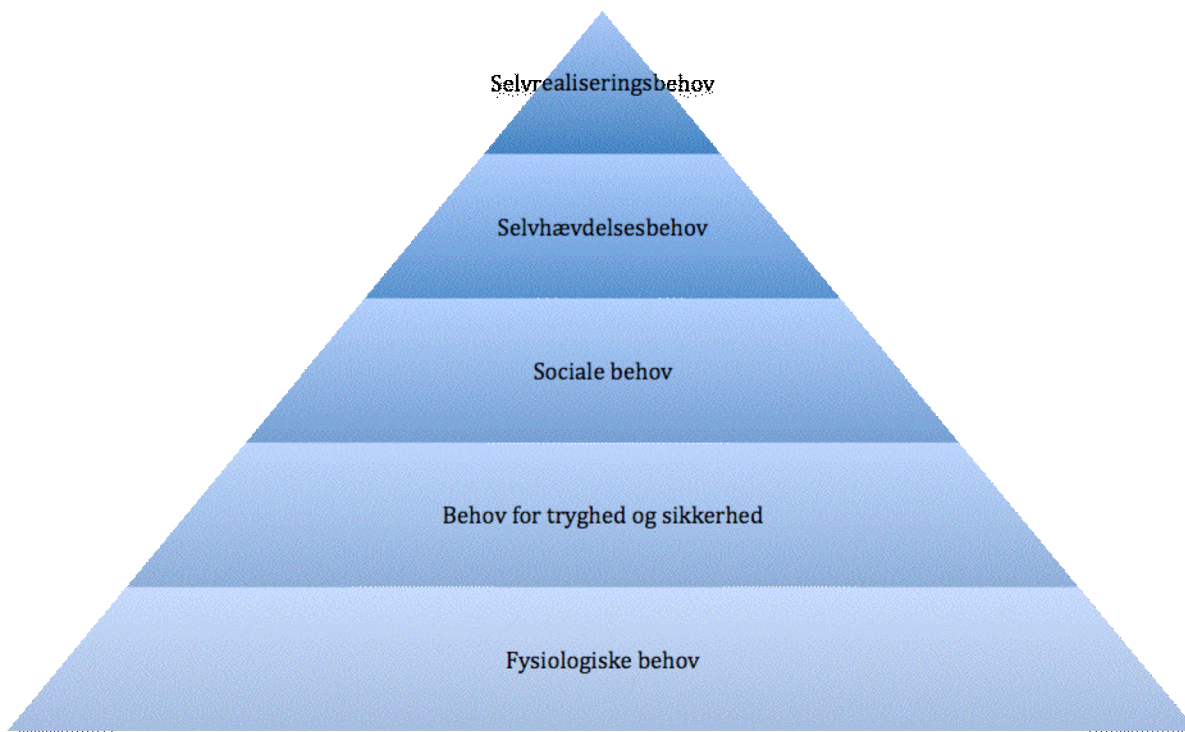 Selvrealiseringsbehov
Selvhævdelsesbehov
Sociale behov
Behov for tryghed og sikkerhed
Fysiologiske behov